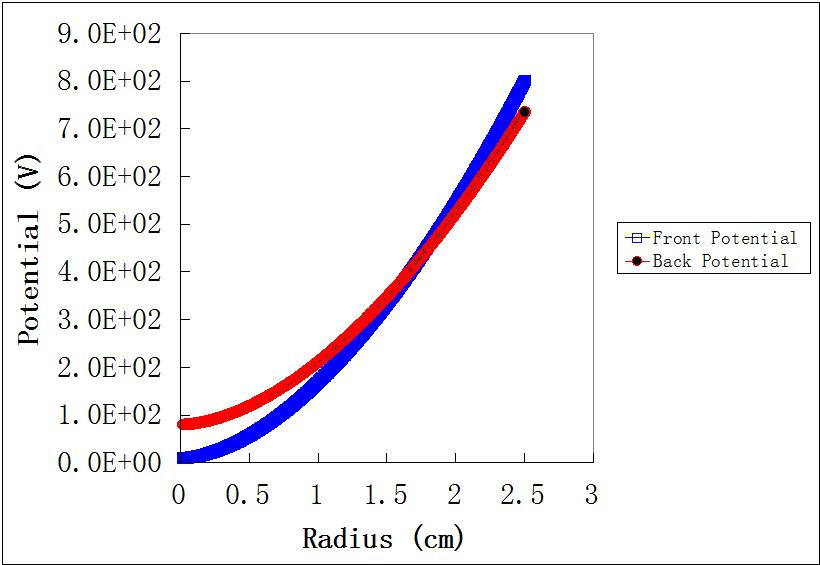 9.0E+02
8.0E+02
7.0E+02
6.0E+02
5.0E+02
4.0E+02
3.0E+02
2.0E+02
1.0E+02
0.0E+00
Potential (V)
0 0.5 1 1.5 2 2.5 3
Radius (cm)
Front Potential
Back Potential